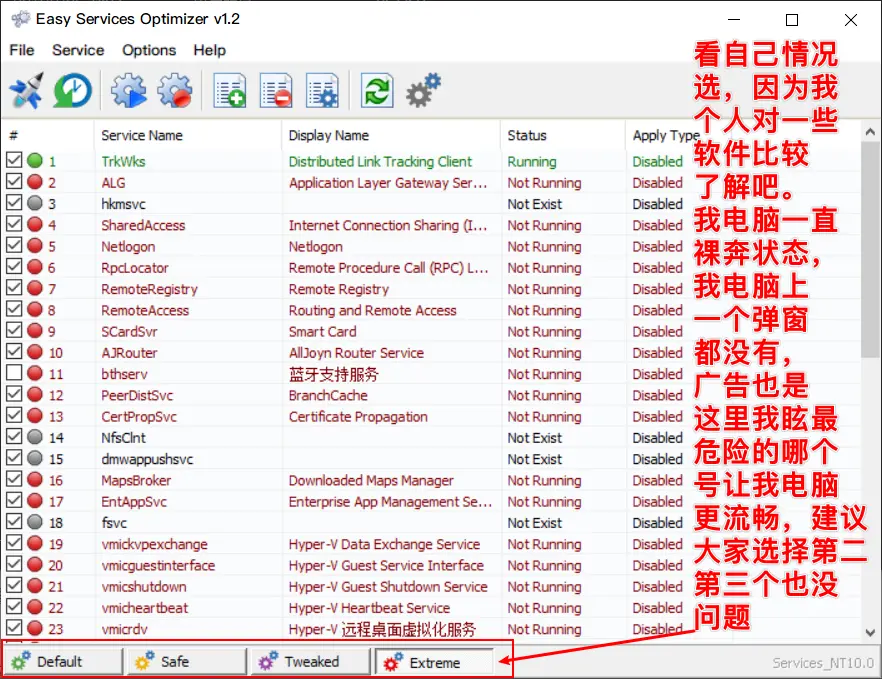 Easy Services Optimizer v1.2
File Service Options Help
# Service Name Display Name Status Apply Type
1 TrkWks Distributed Link Tracking Client Running Disabled
2 ALG Application Layer Gateway Ser... Not Running Disabled
3 hkmsvc Not Exist Disabled
4 SharedAccess Internet Connection Sharing (I... Not Running Disabled
5 Netlogon Netlogon Not Running Disabled
6 RpcLocator Remote Procedure Call (RPC) L... Not Running Disabled
7 RemoteRegistry Remote Registry Not Running Disabled
8 RemoteAccess Routing and Remote Access Not Running Disabled
9 SCardSvr Smart Card Not Running Disabled
10 AJRouter AllJoyn Router Service Not Running Disabled
11 bthserv 蓝牙支持服务 Not Running Disabled
12 PeerDistSvc BranchCache Not Running Disabled
13 CertPropSvc Certificate Propagation Not Running Disabled
14 NfsClnt Not Exist Disabled
15 dmwappushsvc Not Exist Disabled
16 MapsBroker Downloaded Maps Manager Not Running Disabled
17 EntAppSvc Enterprise App Management Se... Not Running Disabled
18 fsvc Not Exist Disabled
19 vmickvpexchange Hyper-V Data Exchange Service Not Running Disabled
20 vmicguestinterface Hyper-V Guest Service Interface Not Running Disabled
21 vmicshutdown Hyper-V Guest Shutdown Service Not Running Disabled
22 vmicheartbeat Hyper-V Heartbeat Service Not Running Disabled
23 vmicrdv Hyper-V 远程桌面虚拟化服务 Not Running Disabled
看自己情况
选，因为我
个人对一些
软件比较
了解吧。
我电脑一直
裸奔状态，
我电脑上
一个弹窗
都没有，
广告也是
这里我眩最
危险的哪个
号让我电脑
更流畅，建议
大家选择第二
第三个也没
问题
Default Safe Tweaked Extreme Services_NT10.0